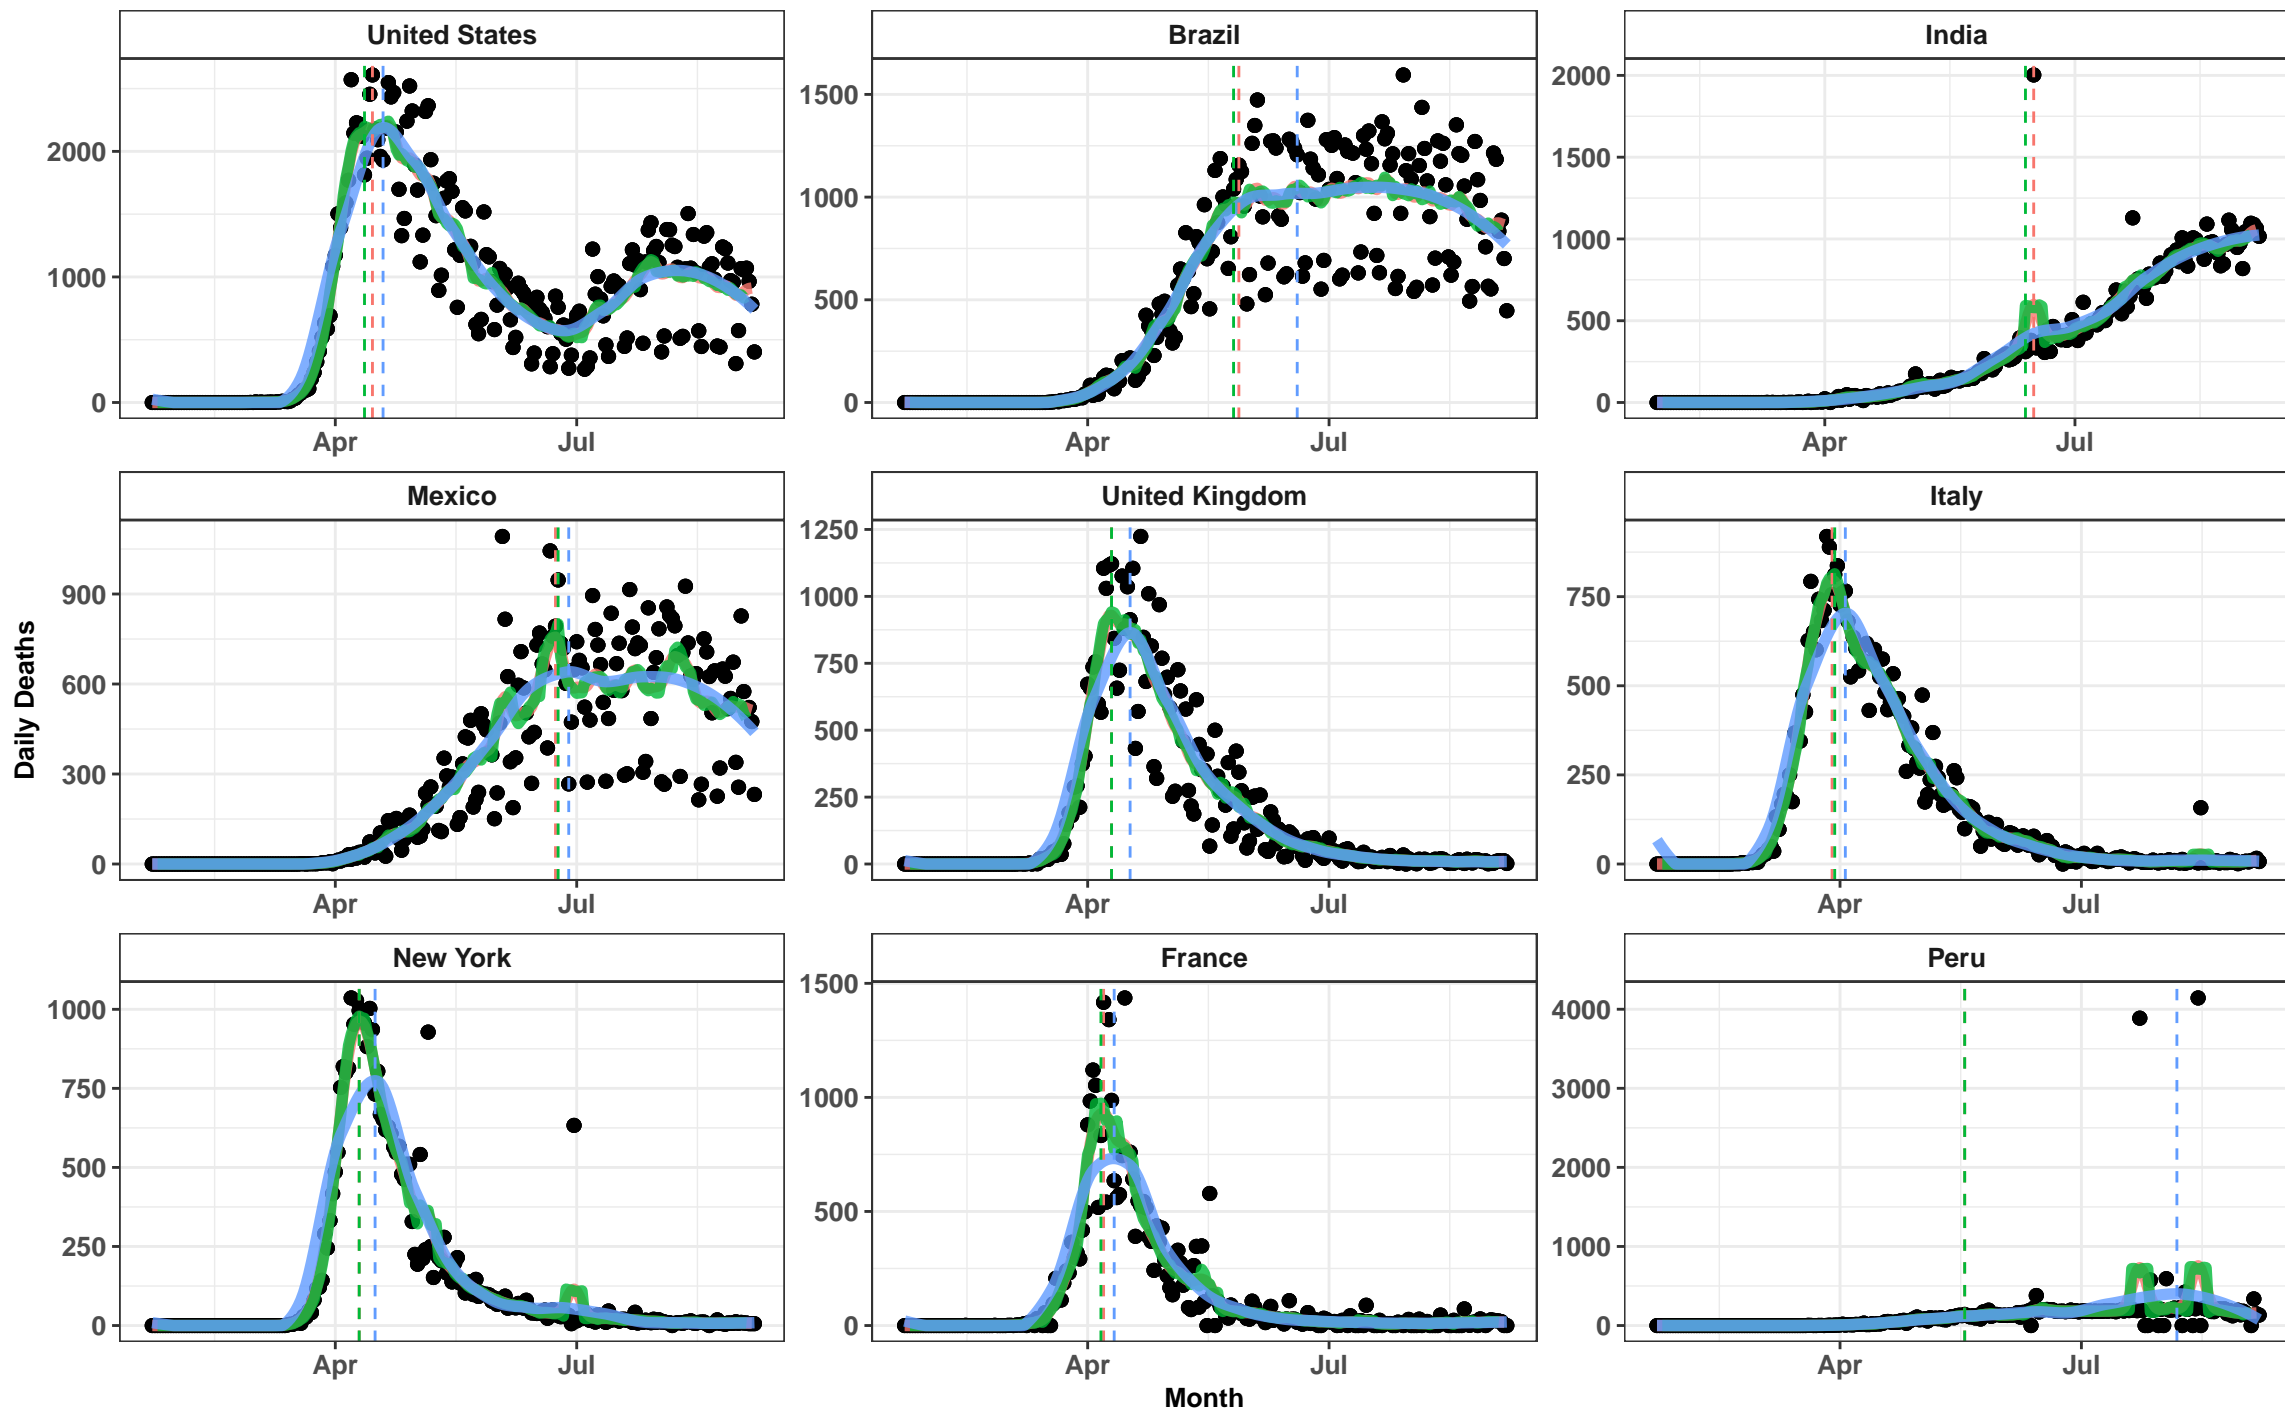 United States
Brazil
India
2000
1000
0
1500
1000
500
0
2000
1500
1000
500
0
Apr
Jul
Apr
Jul
Apr
Jul
Mexico
United Kingdom
Italy
900
600
300
0
1250
1000
750
500
250
0
750
500
250
0
Apr
Jul
Apr
Jul
Apr
Jul
Daily Deaths
New York
France
Peru
1000
750
500
250
0
1500
1000
500
0
4000
3000
2000
1000
0
Apr
Jul
Apr
Jul
Apr
Jul
Month